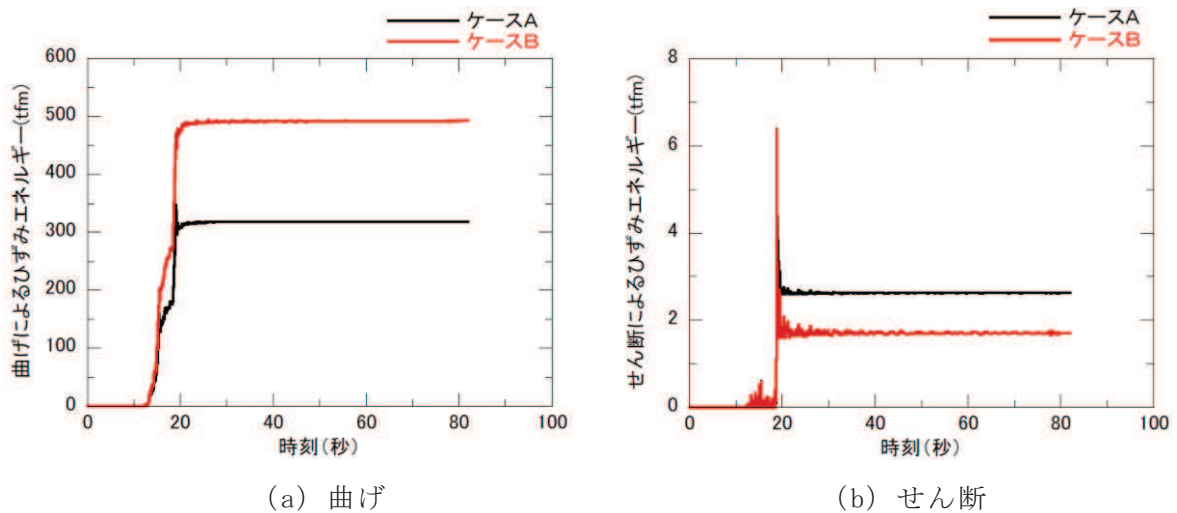 ケースA
ケースB
600
500
400
300
200
100
0
曲げによるひずみエネルギー(tfm)
0 20 40 60 80 100
時刻(秒)
(a) 曲げ
ケースA
ケースB
8
6
4
2
0
せん断によるひずみエネルギー(tfm)
0 20 40 60 80 100
時刻(秒)
(b) せん断